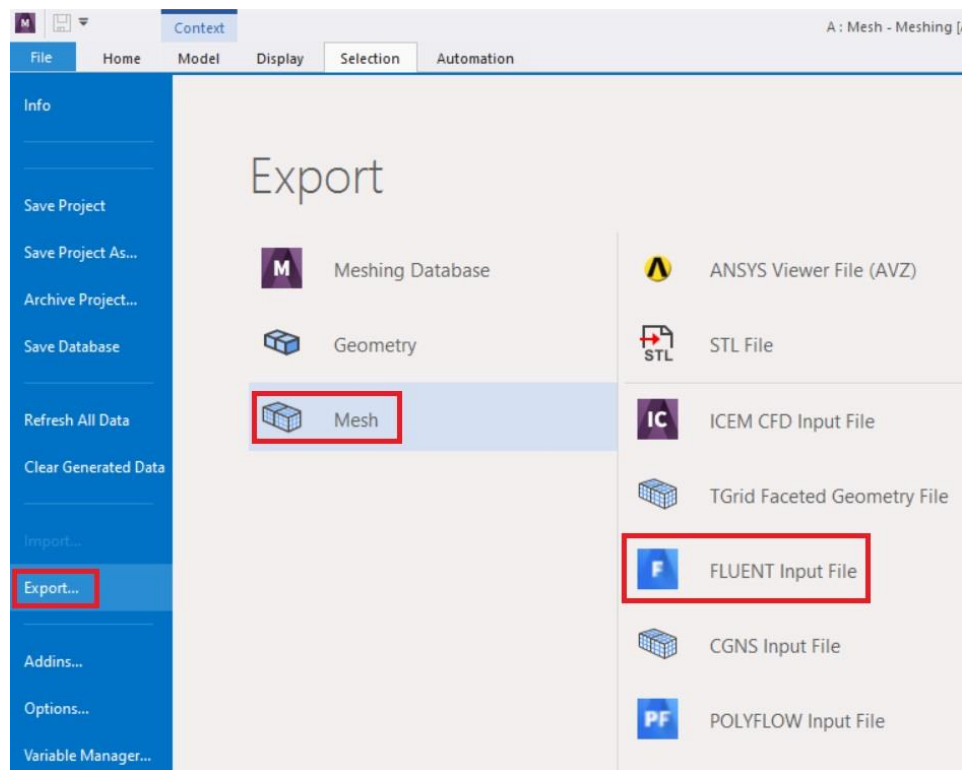 M
Context
A : Mesh - Meshing [
File Home Model Display Selection Automation
Info
Save Project
Save Project As...
Archive Project...
Save Database
Refresh All Data
Clear Generated Data
Import...
Export...
Addins...
Options...
Variable Manager...
Export
M Meshing Database
Geometry
Mesh
ANSYS Viewer File (AVZ)
STL STL File
IC ICEM CFD Input File
TGrid Faceted Geometry File
F FLUENT Input File
CGNS Input File
PF POLYFLOW Input File